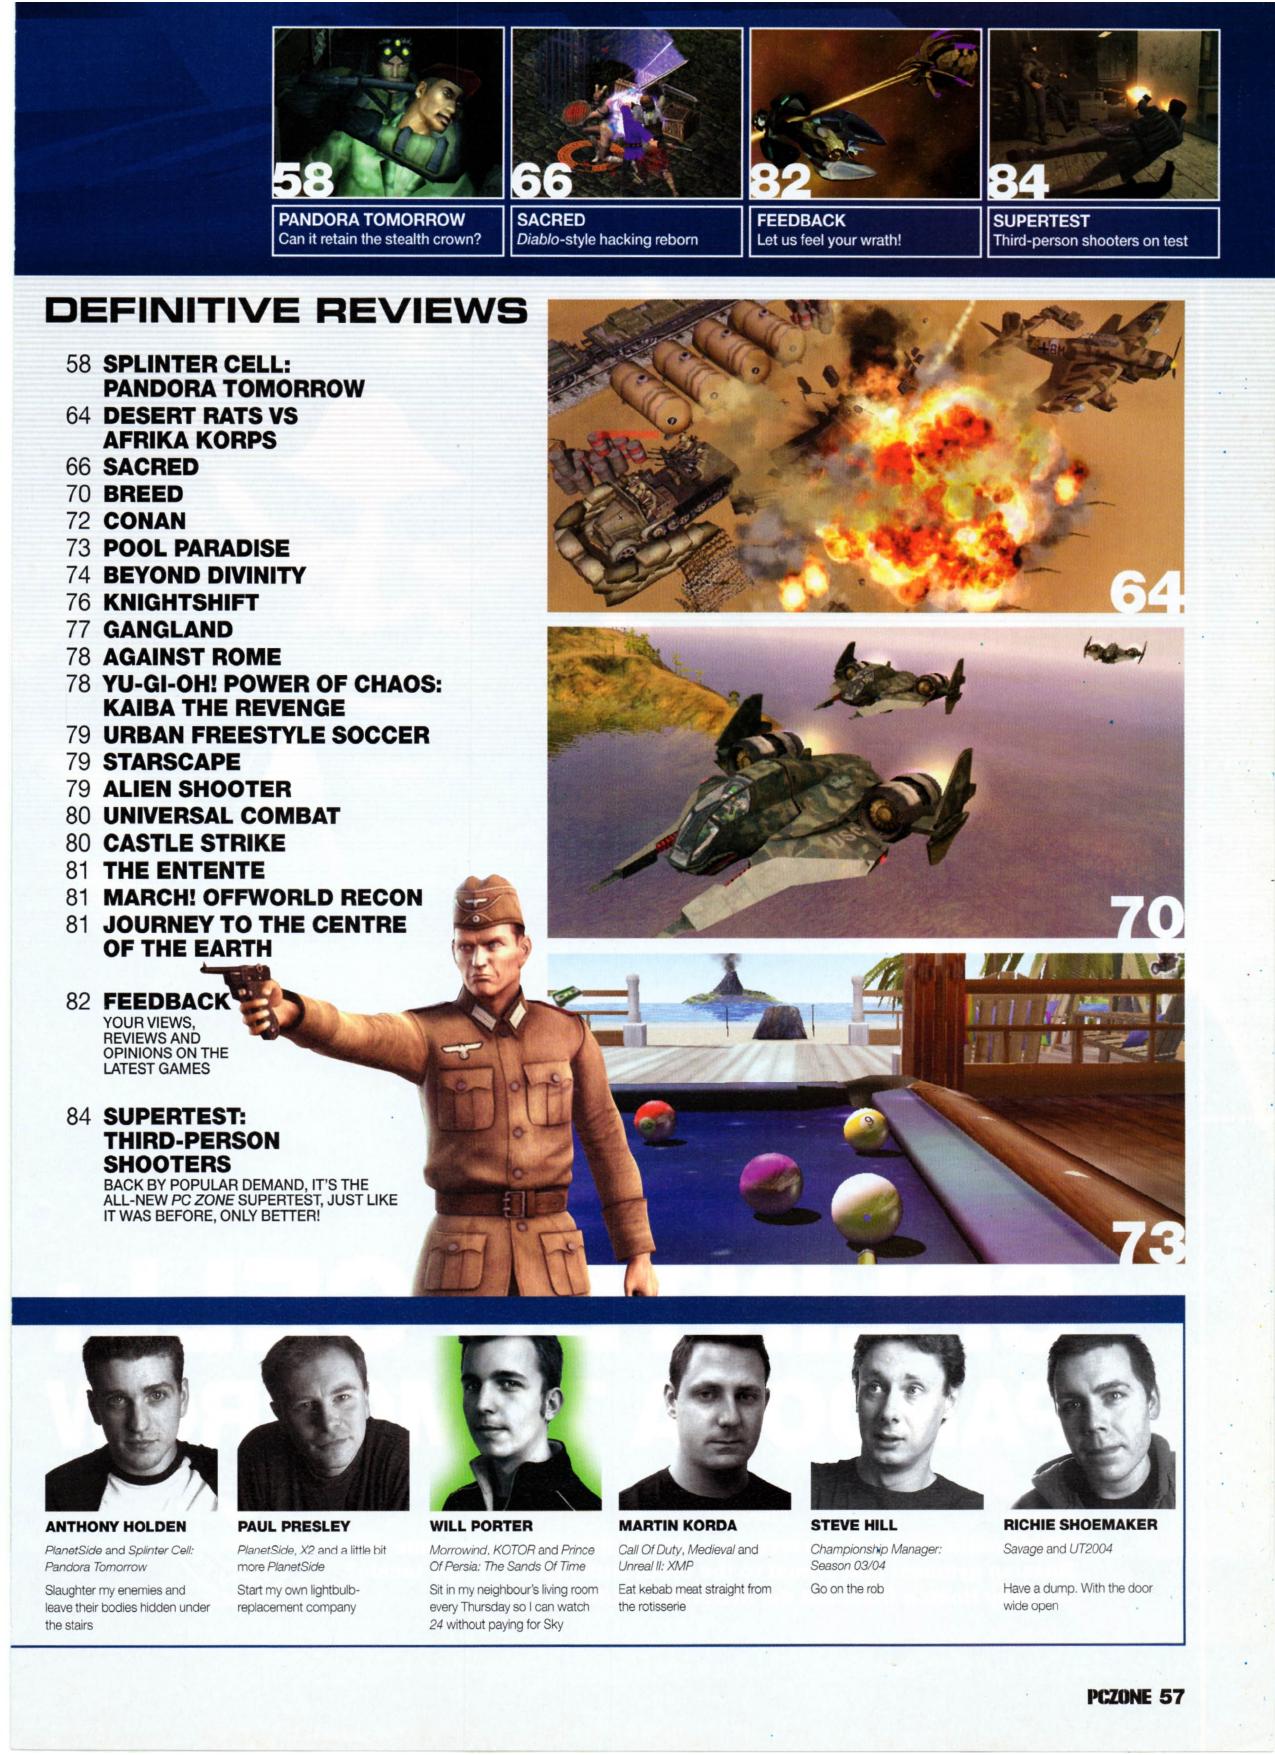 58
66
82
84
PANDORA TOMORROW
Can it retain the stealth crown?
SACRED
Diablo-style hacking reborn
FEEDBACK
Let us feel your wrath!
SUPERTEST
Third-person shooters on test
DEFINITIVE REVIEWS
58 SPLINTER CELL:
PANDORA TOMORROW
64 DESERT RATS VS
AFRIKA KORPS
66 SACRED
70 BREED
72 CONAN
73 POOL PARADISE
74 BEYOND DIVINITY
76 KNIGHTSHIFT
77 GANGLAND
78 AGAINST ROME
78 YU-GI-OH! POWER OF CHAOS:
KAIBA THE REVENGE
79 URBAN FREESTYLE SOCCER
79 STARSCAPE
79 ALIEN SHOOTER
80 UNIVERSAL COMBAT
80 CASTLE STRIKE
81 THE ENTENTE
81 MARCH! OFFWORLD RECON
81 JOURNEY TO THE CENTRE
OF THE EARTH
82 FEEDBACK
YOUR VIEWS,
REVIEWS AND
OPINIONS ON THE
LATEST GAMES
84 SUPERTEST:
THIRD-PERSON
SHOOTERS
BACK BY POPULAR DEMAND, IT'S THE
ALL-NEW PC ZONE SUPERTEST, JUST LIKE
IT WAS BEFORE, ONLY BETTER!
64
USC
70
9
73
ANTHONY HOLDEN
PlanetSide and Splinter Cell:
Pandora Tomorrow
Slaughter my enemies and
leave their bodies hidden under
the stairs
PAUL PRESLEY
PlanetSide, X2 and a little bit
more PlanetSide
Start my own lightbulb-
replacement company
WILL PORTER
Morrowind, KOTOR and Prince
Of Persia: The Sands Of Time
Sit in my neighbour's living room
every Thursday so I can watch
24 without paying for Sky
MARTIN KORDA
Call Of Duty, Medieval and
Unreal II: XMP
Eat kebab meat straight from
the rotisserie
STEVE HILL
Championship Manager:
Season 03/04
Go on the rob
RICHIE SHOEMAKER
Savage and UT2004
Have a dump. With the door
wide open
PCZONE 57